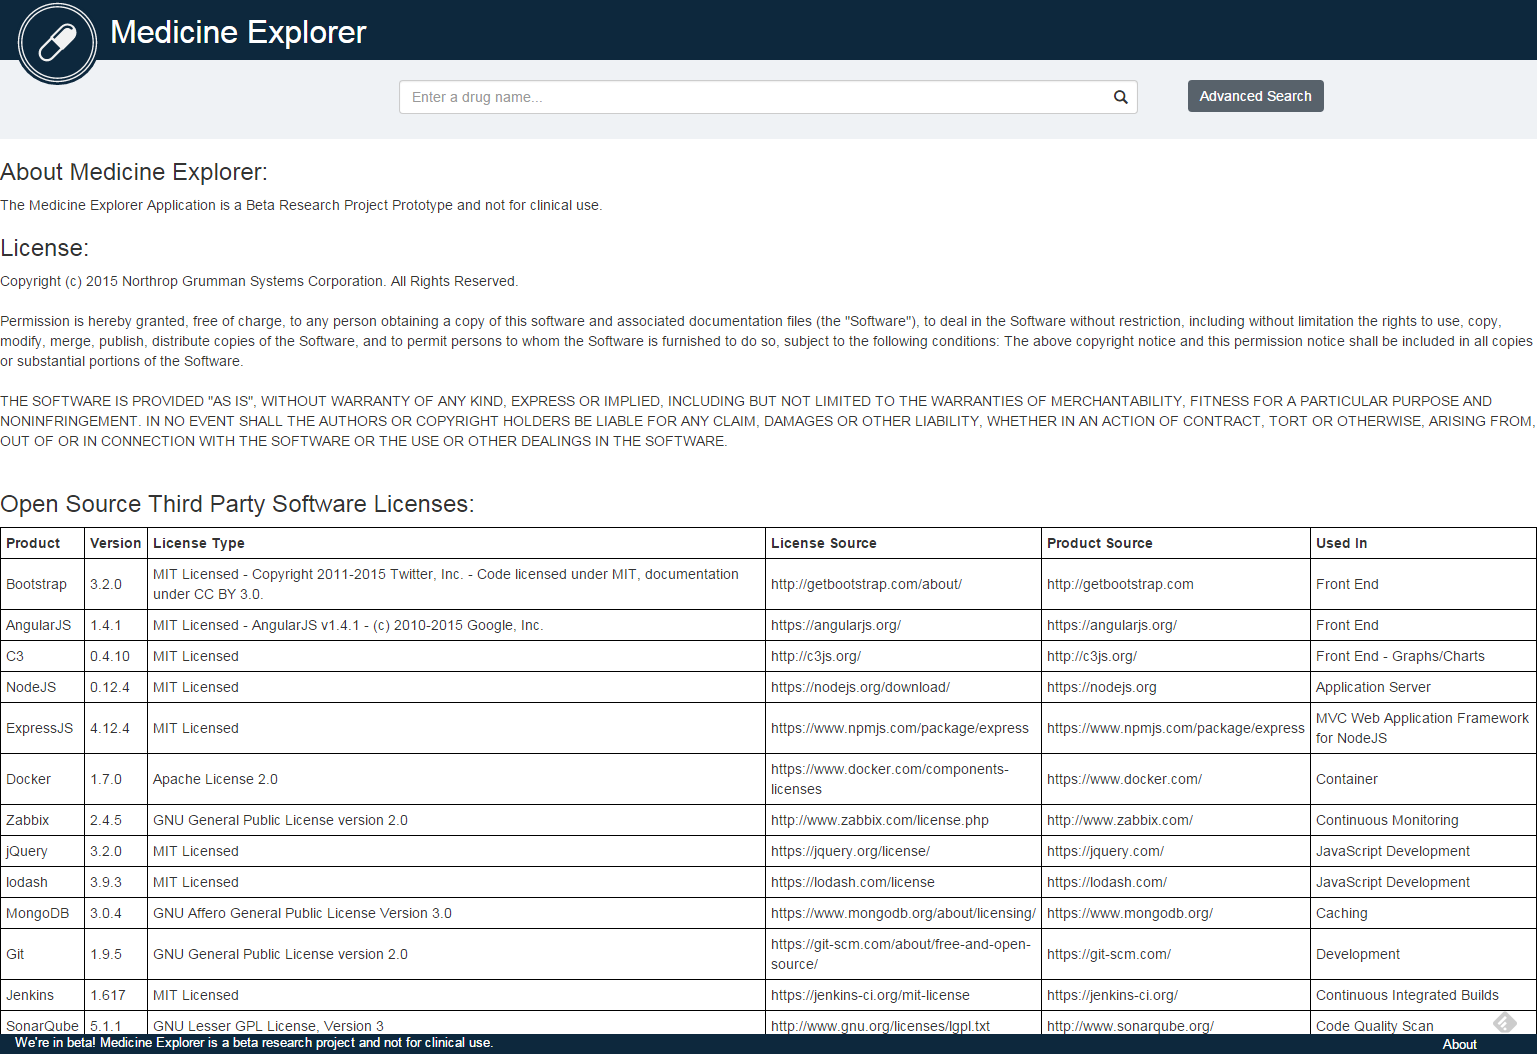 Medicine Explorer
Enter a drug name...
Advanced Search
About Medicine Explorer:
The Medicine Explorer Application is a Beta Research Project Prototype and not for clinical use.
License:
Copyright (c) 2015 Northrop Grumman Systems Corporation. All Rights Reserved.
Permission is hereby granted, free of charge, to any person obtaining a copy of this software and associated documentation files (the "Software"), to deal in the Software without restriction, including without limitation the rights to use, copy,
modify, merge, publish, distribute copies of the Software, and to permit persons to whom the Software is furnished to do so, subject to the following conditions: The above copyright notice and this permission notice shall be included in all copies
or substantial portions of the Software.
THE SOFTWARE IS PROVIDED "AS IS", WITHOUT WARRANTY OF ANY KIND, EXPRESS OR IMPLIED, INCLUDING BUT NOT LIMITED TO THE WARRANTIES OF MERCHANTABILITY, FITNESS FOR A PARTICULAR PURPOSE AND
NONINFRINGEMENT. IN NO EVENT SHALL THE AUTHORS OR COPYRIGHT HOLDERS BE LIABLE FOR ANY CLAIM, DAMAGES OR OTHER LIABILITY, WHETHER IN AN ACTION OF CONTRACT, TORT OR OTHERWISE, ARISING FROM,
OUT OF OR IN CONNECTION WITH THE SOFTWARE OR THE USE OR OTHER DEALINGS IN THE SOFTWARE.
Open Source Third Party Software Licenses:
Product Version License Type License Source Product Source Used In
Bootstrap 3.2.0 MIT Licensed - Copyright 2011-2015 Twitter, Inc. - Code licensed under MIT, documentation
under CC BY 3.0. http://getbootstrap.com/about/ http://getbootstrap.com Front End
AngularJS 1.4.1 MIT Licensed - AngularJS v1.4.1 - (c) 2010-2015 Google, Inc. https://angularjs.org/ https://angularjs.org/ Front End
C3 0.4.10 MIT Licensed http://c3js.org/ http://c3js.org/ Front End - Graphs/Charts
NodeJS 0.12.4 MIT Licensed https://nodejs.org/download/ https://nodejs.org Application Server
ExpressJS 4.12.4 MIT Licensed https://www.npmjs.com/package/express https://www.npmjs.com/package/express MVC Web Application Framework
for NodeJS
Docker 1.7.0 Apache License 2.0 https://www.docker.com/components-
licenses https://www.docker.com/ Container
Zabbix 2.4.5 GNU General Public License version 2.0 http://www.zabbix.com/license.php http://www.zabbix.com/ Continuous Monitoring
jQuery 3.2.0 MIT Licensed https://jquery.org/license/ https://jquery.com/ JavaScript Development
lodash 3.9.3 MIT Licensed https://lodash.com/license https://lodash.com/ JavaScript Development
MongoDB 3.0.4 GNU Affero General Public License Version 3.0 https://www.mongodb.org/about/licensing/ https://www.mongodb.org/ Caching
Git 1.9.5 GNU General Public License version 2.0 https://git-scm.com/about/free-and-open-
source/ https://git-scm.com/ Development
Jenkins 1.617 MIT Licensed https://jenkins-ci.org/mit-license https://jenkins-ci.org/ Continuous Integrated Builds
SonarQube 5.1.1 GNU Lesser GPL License, Version 3 http://www.gnu.org/licenses/lgpl.txt http://www.sonarqube.org/ Code Quality Scan
We're in beta! Medicine Explorer is a beta research project and not for clinical use. About